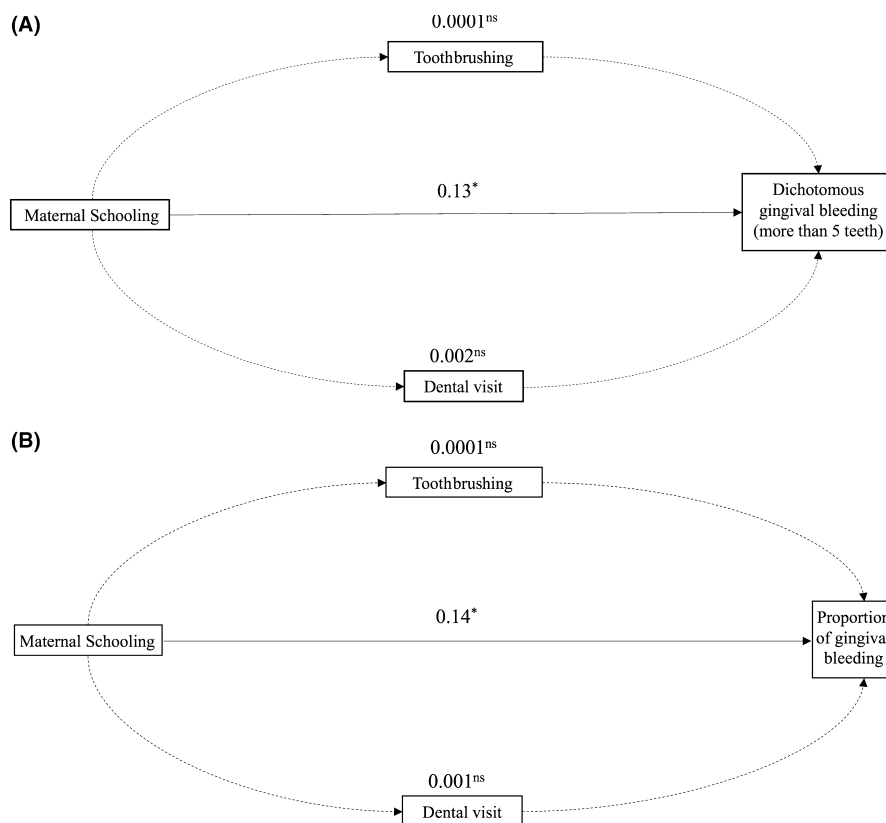 (A)
0.0001ns
Toothbrushing
0.13*
Maternal Schooling
Dichotomous
gingival bleeding
(more than 5 teeth)
0.002ns
Dental visit
(B)
0.0001ns
Toothbrushing
0.14*
Maternal Schooling
Proportion
of gingival
bleeding
0.001ns
Dental visit